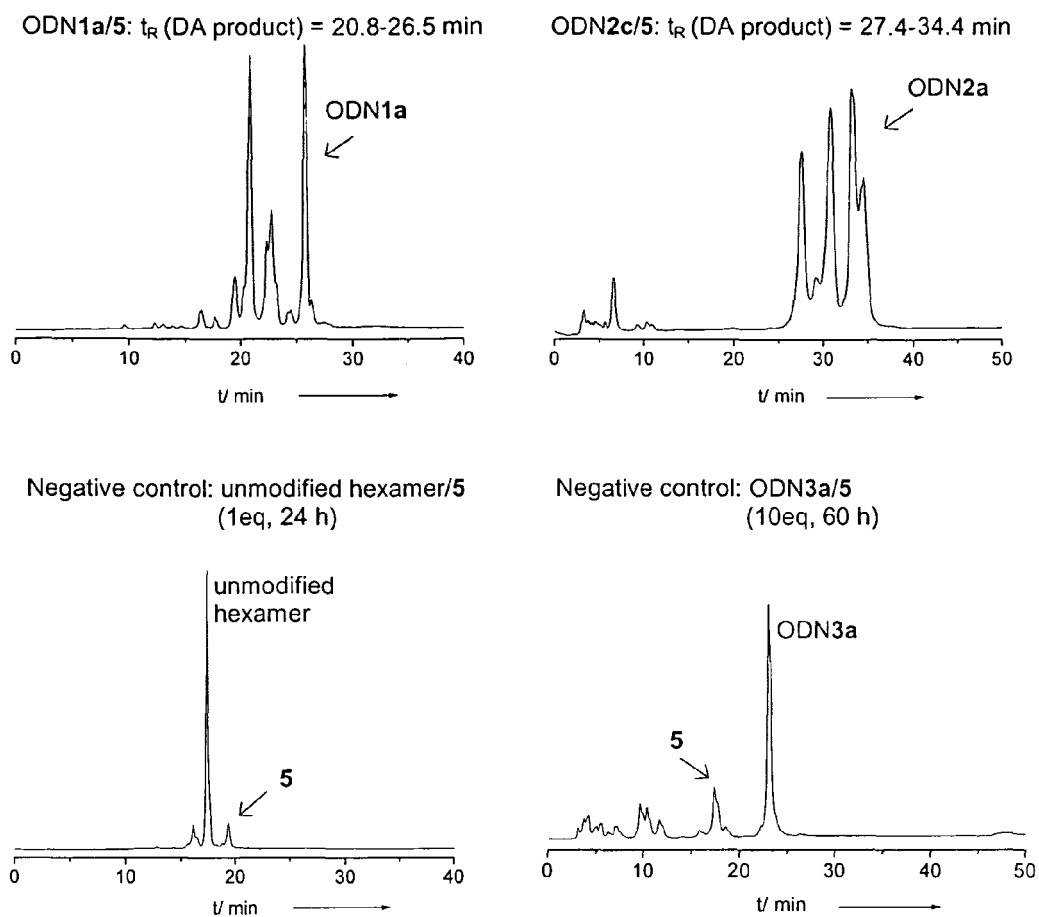 ODN1a/5: tR (DA product) = 20.8-26.5 min
ODN1a
0 10 20 30 40
t/ min
ODN2c/5: tR (DA product) = 27.4-34.4 min
ODN2a
0 10 20 30 40 50
t/ min
Negative control: unmodified hexamer/5
(1eq, 24 h)
unmodified
hexamer
5
0 10 20 30 40
t/ min
Negative control: ODN3a/5
(10eq, 60 h)
ODN3a
5
0 10 20 30 40 50
t/ min